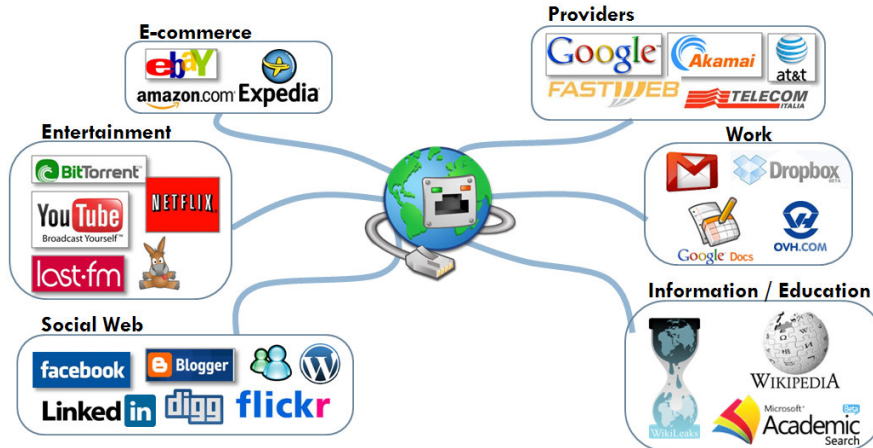 E-commerce
ebaY
amazon.com
Expedia
Providers
Google
Akamai
at&t
FASTWEB
TELECOM
ITALIA
Entertainment
BitTorrent™
YouTube
Broadcast Yourself™
NETFLIX
last.fm
Work
Dropbox
BETA
Google Docs
OVH.COM
Social Web
facebook
Blogger
Linked in
digg
flickr
Information / Education
WikiLeaks
WIKIPEDIA
Microsoft®
Academic
Beta
Search